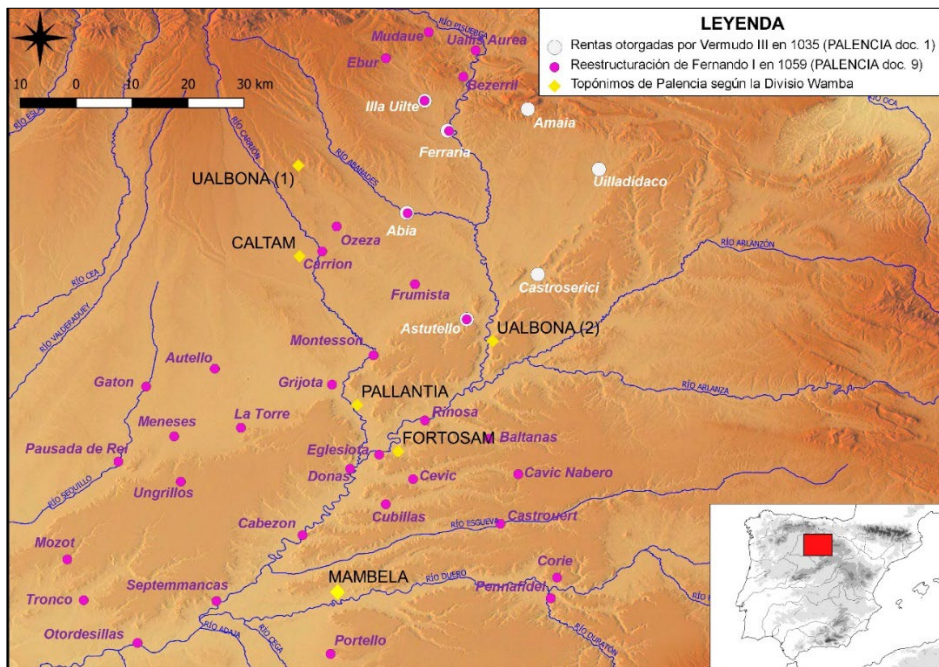 LEYENDA
Rentas otorgadas por Vermudo III en 1035 (PALENCIA doc. 1)
Reestructuración de Fernando I en 1059 (PALENCIA doc. 9)
Topónimos de Palencia según la Divisio Wamba
10 0 10 20 30 km
RÍO PISUERGA
Mudaue
Uallis Aurea
Ebur
Bezerril
Illa Uilte
Amaia
Ferraria
RÍO OCA
RÍO CARRIÓN
RÍO ABANADES
UALBONA (1)
Uilladidaco
Abia
Ozeza
CALTAM
Carrion
RÍO ARLANZÓN
RÍO CEA
Frumista
Castroserici
RÍO VALDERADUEY
Astutello
UALBONA (2)
Montesson
Autello
Gaton
Grijota
RÍO ARLANZA
PALLANTIA
La Torre
Rinosa
Meneses
Baltanas
FORTOSAM
Pausada de Rei
Eglesiota
Donas
Cevic
Cavic Nabero
RÍO SEQUILLO
Ungrillos
Cubillas
RÍO ESGUEVA
Castrouert
Cabezon
Mozot
Corie
MAMBELA
RÍO DUERO
Pennafidel
Tronco
Septemmancas
RÍO ADAJA
RÍO CEGA
RÍO DURATÓN
Otordesillas
Portello